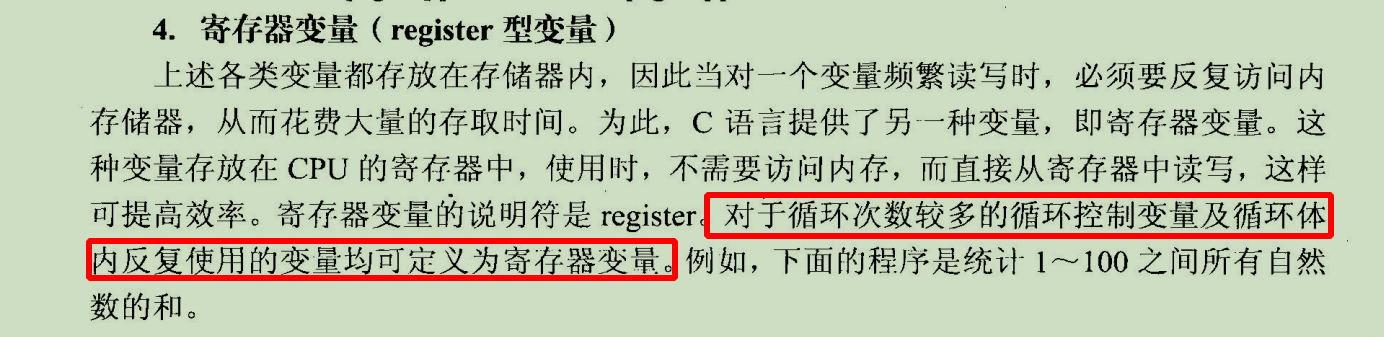 4. 寄存器变量（register 型变量）
上述各类变量都存放在存储器内，因此当对一个变量频繁读写时，必须要反复访问内
存储器，从而花费大量的存取时间。为此，C 语言提供了另一种变量，即寄存器变量。这
种变量存放在 CPU 的寄存器中，使用时，不需要访问内存，而直接从寄存器中读写，这样
可提高效率。寄存器变量的说明符是 register。对于循环次数较多的循环控制变量及循环体
内反复使用的变量均可定义为寄存器变量。例如，下面的程序是统计 1～100 之间所有自然
数的和。